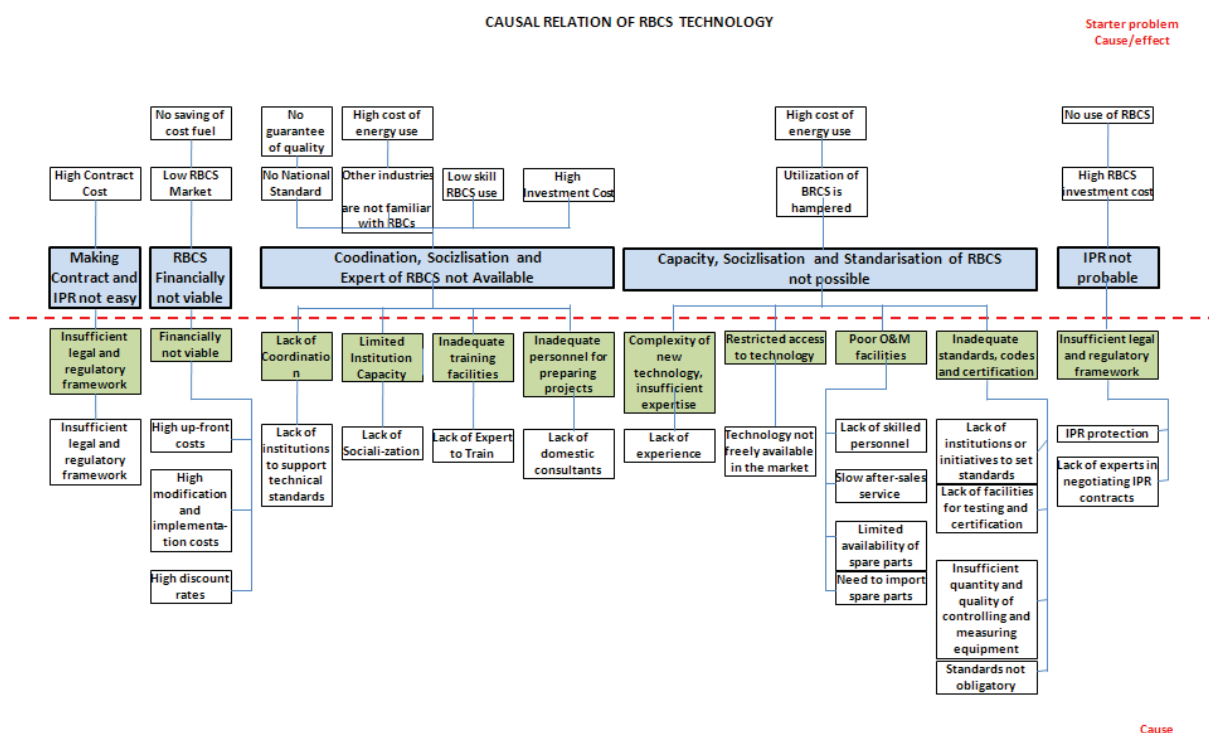 CAUSAL RELATION OF RBCS TECHNOLOGY
Starter problem
Cause/effect
No saving of
cost fuel
No
guarantee
of quality
High cost of
energy use
High cost of
energy use
No use of RBCS
High Contract
Cost
Low RBCS
Market
No National
Standard
Other industries
are not familiar
with RBCs
Low skill
RBCS use
High
Investment Cost
Utilization of
BRCS is
hampered
High RBCS
investment cost
Making
Contract and
IPR not easy
RBCS
Financially
not viable
Coodination, Soczlisation and
Expert of RBCS not Available
Capacity, Soczlisation and Standarisation of RBCS
not possible
IPR not
probable
Insufficient
legal and
regulatory
framework
Financially
not viable
Lack of
Coordinatio
n
Limited
Institution
Capacity
Inadequate
training
facilities
Inadequate
personnel for
preparing
projects
Complexity of
new
technology,
insufficient
expertise
Restricted access
to technology
Poor O&M
facilities
Inadequate
standards, codes
and certification
Insufficient legal
and regulatory
framework
Insufficient
legal and
regulatory
framework
High up-front
costs
High
modification
and
implementa-
tion costs
High discount
rates
Lack of
institutions
to support
technical
standards
Lack of
Sociali-zation
Lack of Expert
to Train
Lack of
domestic
consultants
Lack of
experience
Technology not
freely available
in the market
Lack of skilled
personnel
Slow after-sales
service
Limited
availability of
spare parts
Need to import
spare parts
Lack of
institutions or
initiatives to set
standards
Lack of facilities
for testing and
certification
Insufficient
quantity and
quality of
controlling and
measuring
equipment
Standards not
obligatory
IPR protection
Lack of experts in
negotiating IPR
contracts
Cause